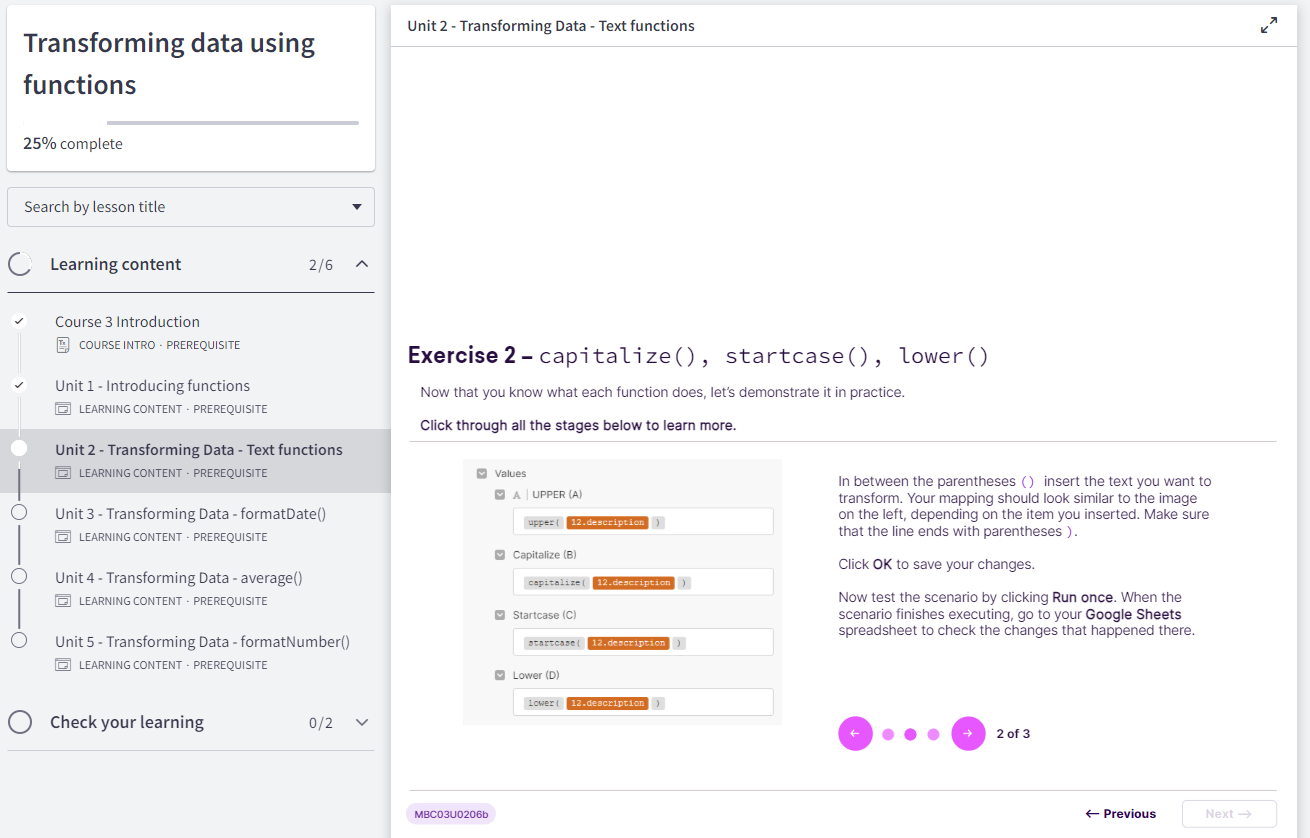 Transforming data using
functions
25% complete
Search by lesson title
Learning content 2/6
Course 3 Introduction
COURSE INTRO · PREREQUISITE
Unit 1 - Introducing functions
LEARNING CONTENT · PREREQUISITE
Unit 2 - Transforming Data - Text functions
LEARNING CONTENT · PREREQUISITE
Unit 3 - Transforming Data - formatDate()
LEARNING CONTENT · PREREQUISITE
Unit 4 - Transforming Data - average()
LEARNING CONTENT · PREREQUISITE
Unit 5 - Transforming Data - formatNumber()
LEARNING CONTENT · PREREQUISITE
Check your learning 0/2
Unit 2 - Transforming Data - Text functions
Exercise 2 – capitalize(), startcase(), lower()
Now that you know what each function does, let's demonstrate it in practice.
Click through all the stages below to learn more.
Values
A | UPPER (A)
upper( 12.description )
Capitalize (B)
capitalize( 12.description )
Startcase (C)
startcase( 12.description )
Lower (D)
lower( 12.description )
In between the parentheses () insert the text you want to
transform. Your mapping should look similar to the image
on the left, depending on the item you inserted. Make sure
that the line ends with parentheses ).
Click OK to save your changes.
Now test the scenario by clicking Run once. When the
scenario finishes executing, go to your Google Sheets
spreadsheet to check the changes that happened there.
← → 2 of 3
MBC03U0206b
← Previous Next →